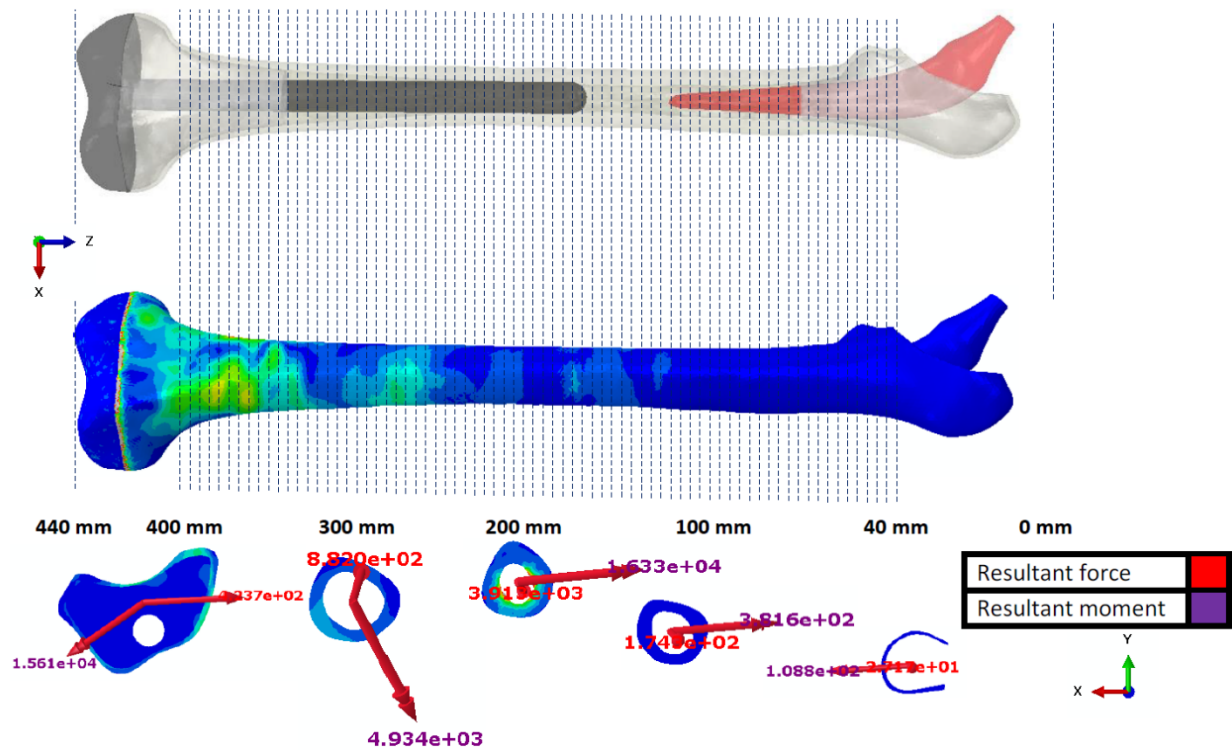 Z
X
440 mm 400 mm 300 mm 200 mm 100 mm 40 mm 0 mm
8.820e+02
1.633e+04
3.816e+02
1.561e+04
1.088e+02
4.934e+03
Resultant force
Resultant moment
Y
X